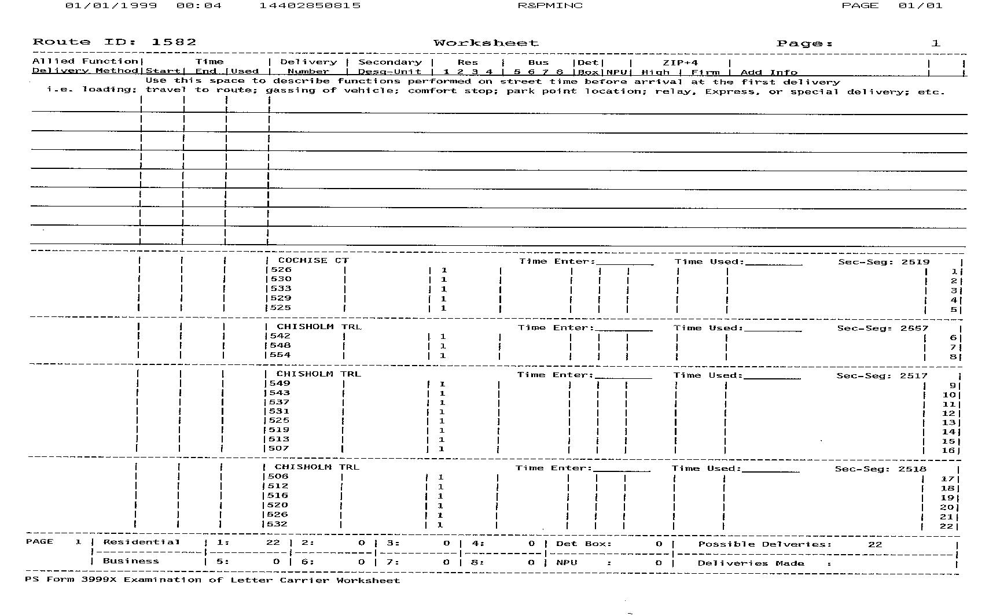 01/01/1999 00:04 14402850815 R&PMINC PAGE 01/01
Route ID: 1582 Worksheet Page: 1
Allied Function| Time | Delivery | Secondary | Res | Bus |Det| | ZIP+4 | | |
Delivery Method|Start| End |Used | Number | Desg-Unit | 1 2 3 4 | 5 6 7 8 |Box|NPU| High | Firm | Add Info | |
Use this space to describe functions performed on street time before arrival at the first delivery
i.e. loading; travel to route; gassing of vehicle; comfort stop; park point location; relay, Express, or special delivery; etc.
COCHISE CT Time Enter:________ Time Used:________ Sec-Seg: 2519
526 1 1
530 1 2
533 1 3
529 1 4
525 1 5
CHISHOLM TRL Time Enter:________ Time Used:________ Sec-Seg: 2557
542 1 6
548 1 7
554 1 8
CHISHOLM TRL Time Enter:________ Time Used:________ Sec-Seg: 2517
549 1 9
543 1 10
537 1 11
531 1 12
525 1 13
519 1 14
513 1 15
507 1 16
CHISHOLM TRL Time Enter:________ Time Used:________ Sec-Seg: 2518
506 1 17
512 1 18
516 1 19
520 1 20
526 1 21
532 1 22
PAGE 1 | Residential | 1: 22 | 2: 0 | 3: 0 | 4: 0 | Det Box: 0 | Possible Delveries: 22
| Business | 5: 0 | 6: 0 | 7: 0 | 8: 0 | NPU : 0 | Deliveries Made :
PS Form 3999X Examination of Letter Carrier Worksheet